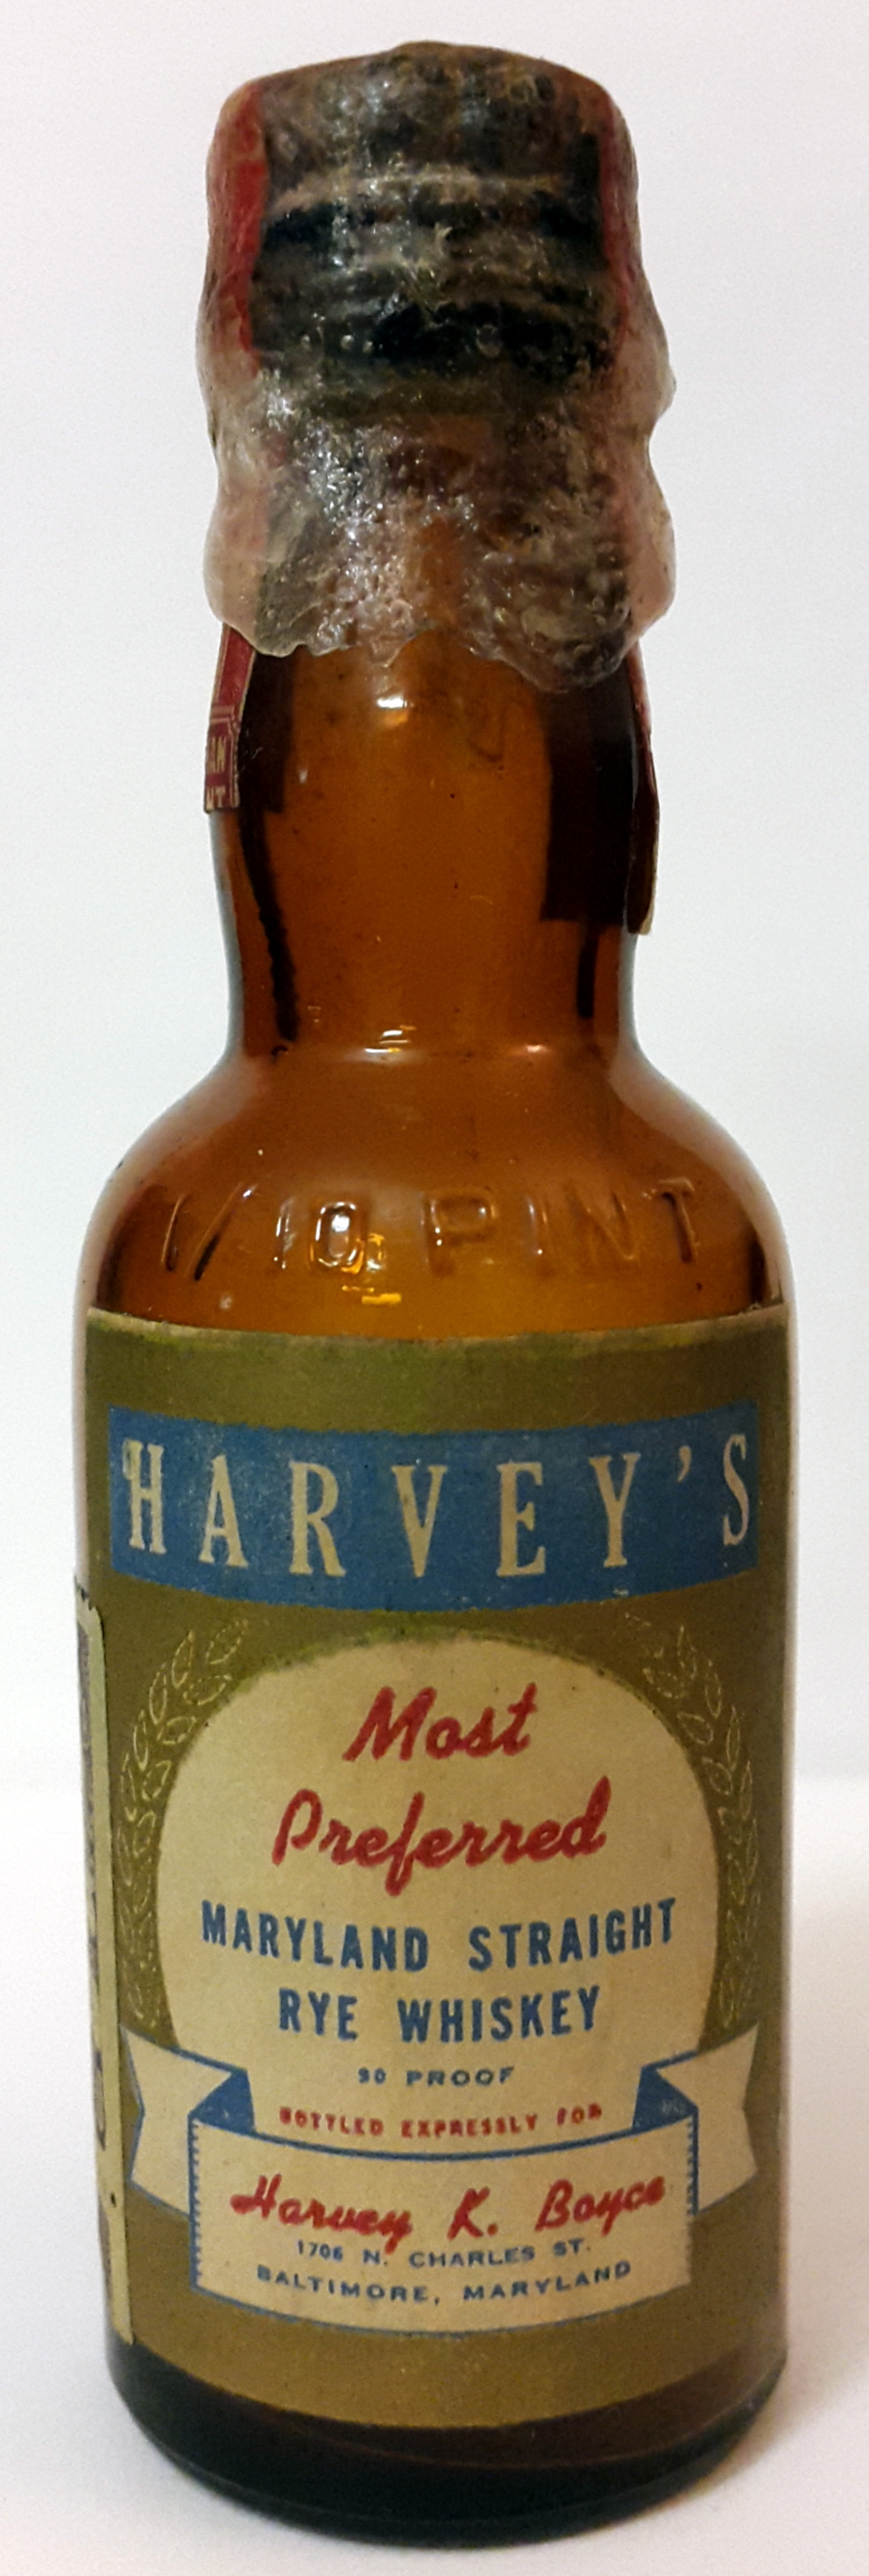 1/10 PINT
HARVEY'S
Most
Preferred
MARYLAND STRAIGHT
RYE WHISKEY
90 PROOF
BOTTLED EXPRESSLY FOR
Harvey K. Boyce
1706 N. CHARLES ST.
BALTIMORE, MARYLAND